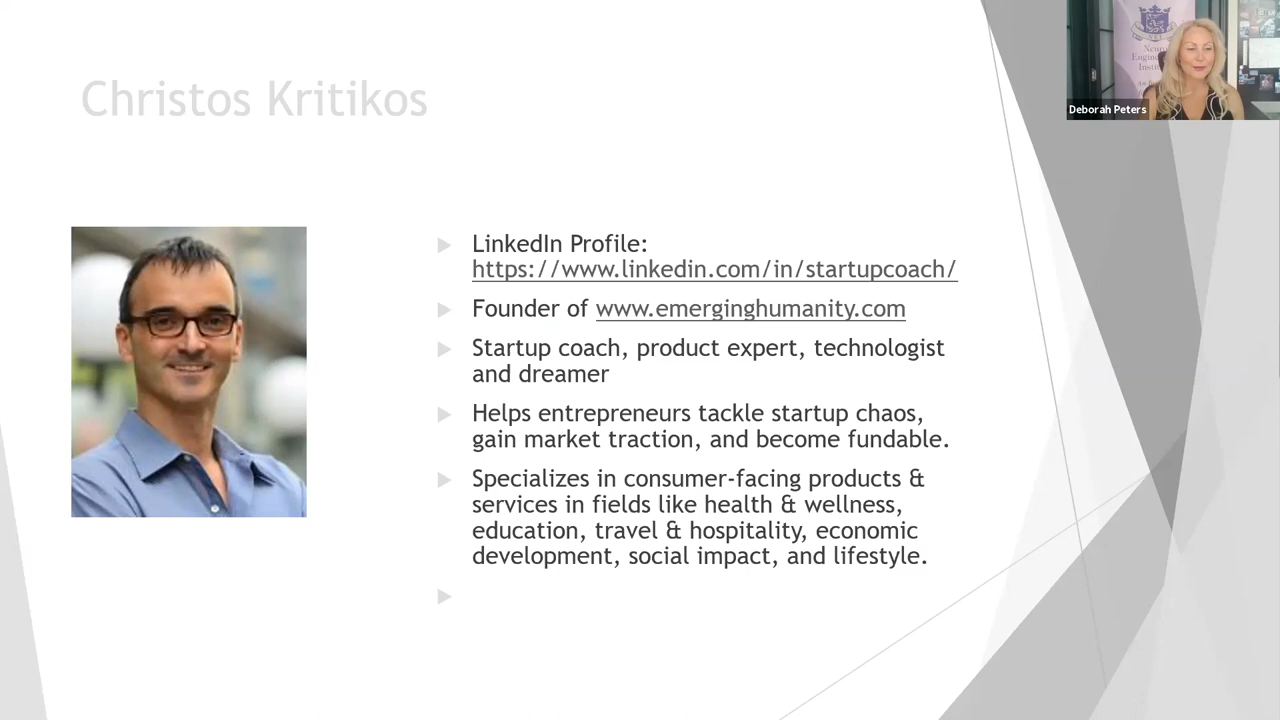 Christos Kritikos
LinkedIn Profile:
https://www.linkedin.com/in/startupcoach/
Founder of www.emerginghumanity.com
Startup coach, product expert, technologist
and dreamer
Helps entrepreneurs tackle startup chaos,
gain market traction, and become fundable.
Specializes in consumer-facing products &
services in fields like health & wellness,
education, travel & hospitality, economic
development, social impact, and lifestyle.
Deborah Peters